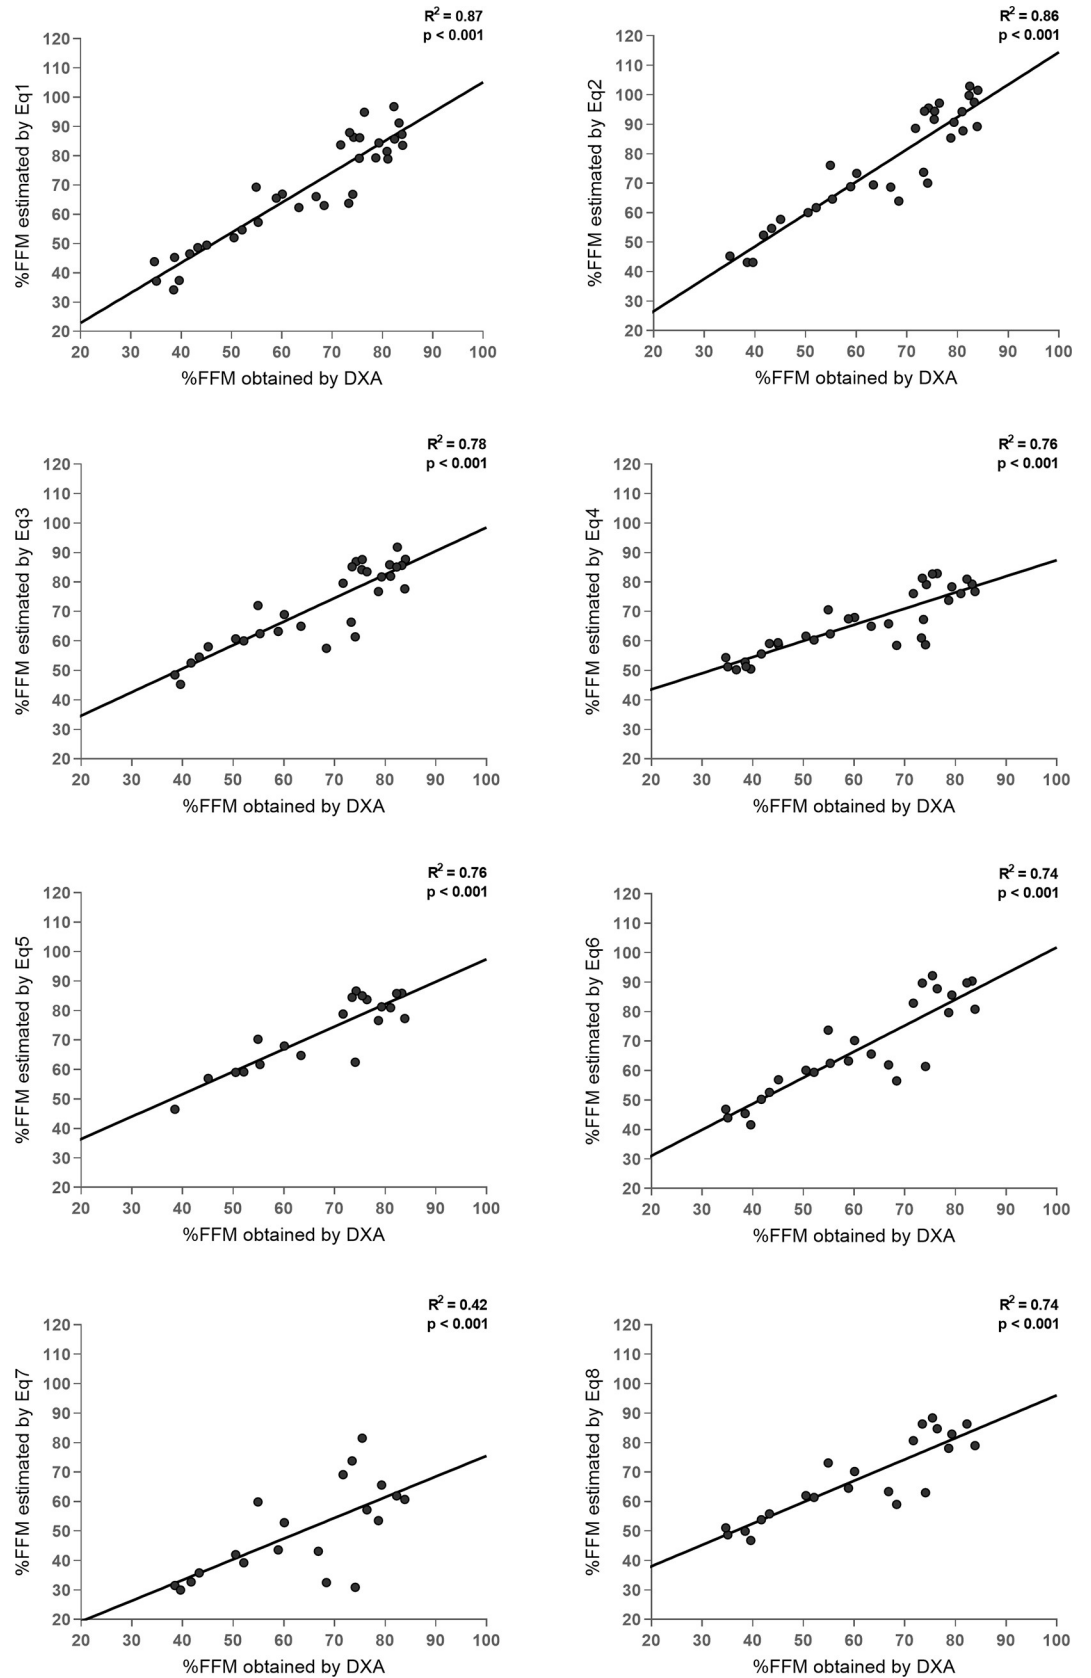 R² = 0.87
p < 0.001
120
110
100
90
80
70
60
50
40
30
20
%FFM estimated by Eq1
20 30 40 50 60 70 80 90 100
%FFM obtained by DXA
R² = 0.86
p < 0.001
120
110
100
90
80
70
60
50
40
30
20
%FFM estimated by Eq2
20 30 40 50 60 70 80 90 100
%FFM obtained by DXA
R² = 0.78
p < 0.001
120
110
100
90
80
70
60
50
40
30
20
%FFM estimated by Eq3
20 30 40 50 60 70 80 90 100
%FFM obtained by DXA
R² = 0.76
p < 0.001
120
110
100
90
80
70
60
50
40
30
20
%FFM estimated by Eq4
20 30 40 50 60 70 80 90 100
%FFM obtained by DXA
R² = 0.76
p < 0.001
120
110
100
90
80
70
60
50
40
30
20
%FFM estimated by Eq5
20 30 40 50 60 70 80 90 100
%FFM obtained by DXA
R² = 0.74
p < 0.001
120
110
100
90
80
70
60
50
40
30
20
%FFM estimated by Eq6
20 30 40 50 60 70 80 90 100
%FFM obtained by DXA
R² = 0.42
p < 0.001
120
110
100
90
80
70
60
50
40
30
20
%FFM estimated by Eq7
20 30 40 50 60 70 80 90 100
%FFM obtained by DXA
R² = 0.74
p < 0.001
120
110
100
90
80
70
60
50
40
30
20
%FFM estimated by Eq8
20 30 40 50 60 70 80 90 100
%FFM obtained by DXA